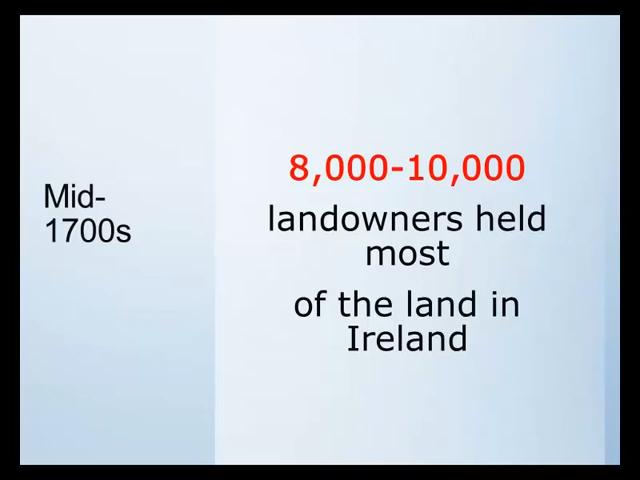 Mid-
1700s
8,000-10,000
landowners held
most
of the land in
Ireland